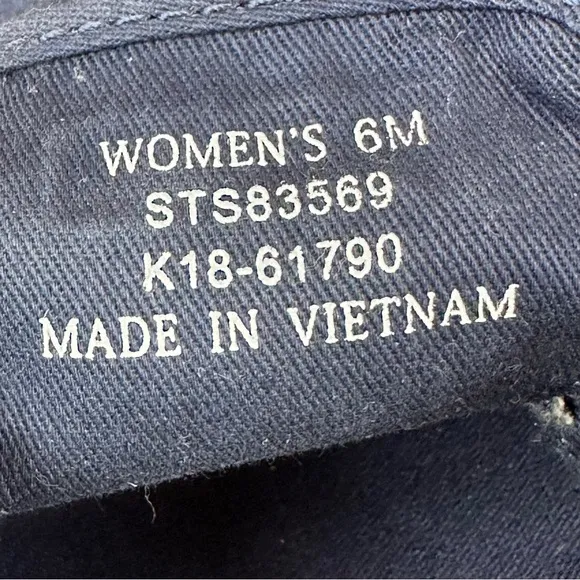 WOMEN'S 6M
STS83569
K18-61790
MADE IN VIETNAM